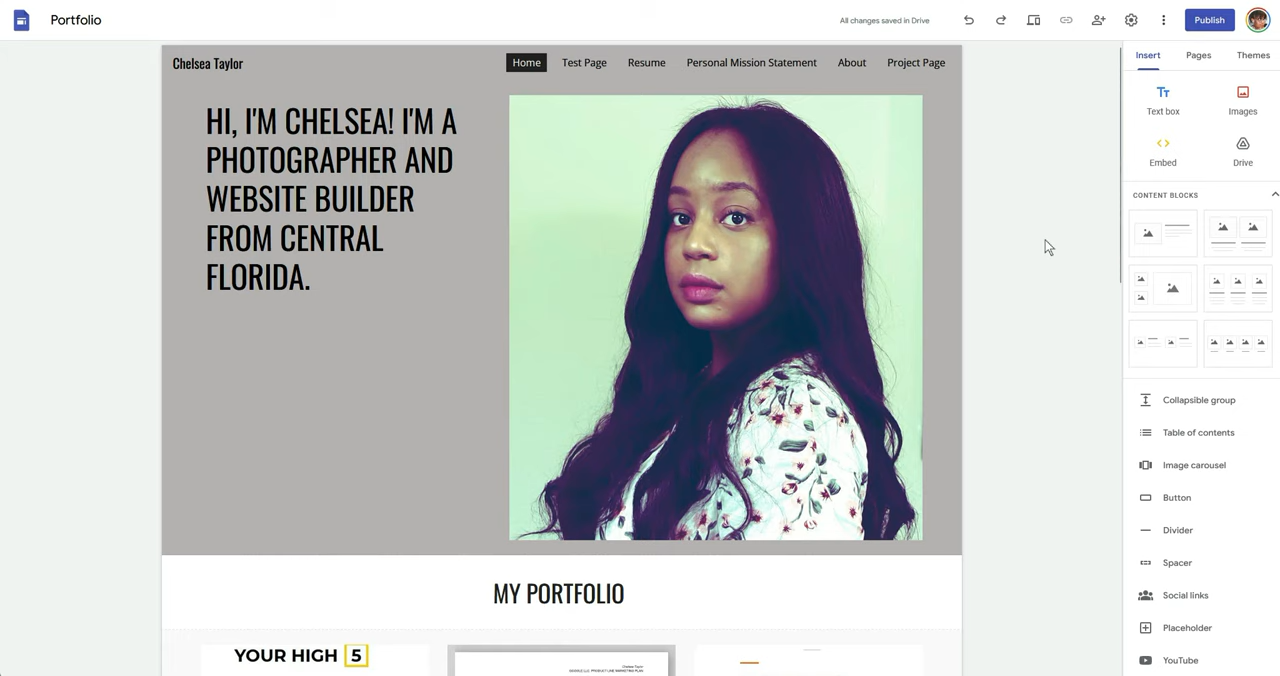 Portfolio
All changes saved in Drive
Publish
Chelsea Taylor
Home
Test Page
Resume
Personal Mission Statement
About
Project Page
HI, I'M CHELSEA! I'M A
PHOTOGRAPHER AND
WEBSITE BUILDER
FROM CENTRAL
FLORIDA.
MY PORTFOLIO
YOUR HIGH 5
Chelsea Taylor
Insert
Pages
Themes
Tт
Text box
Images
Embed
Drive
CONTENT BLOCKS
Collapsible group
Table of contents
Image carousel
Button
Divider
Spacer
Social links
Placeholder
YouTube